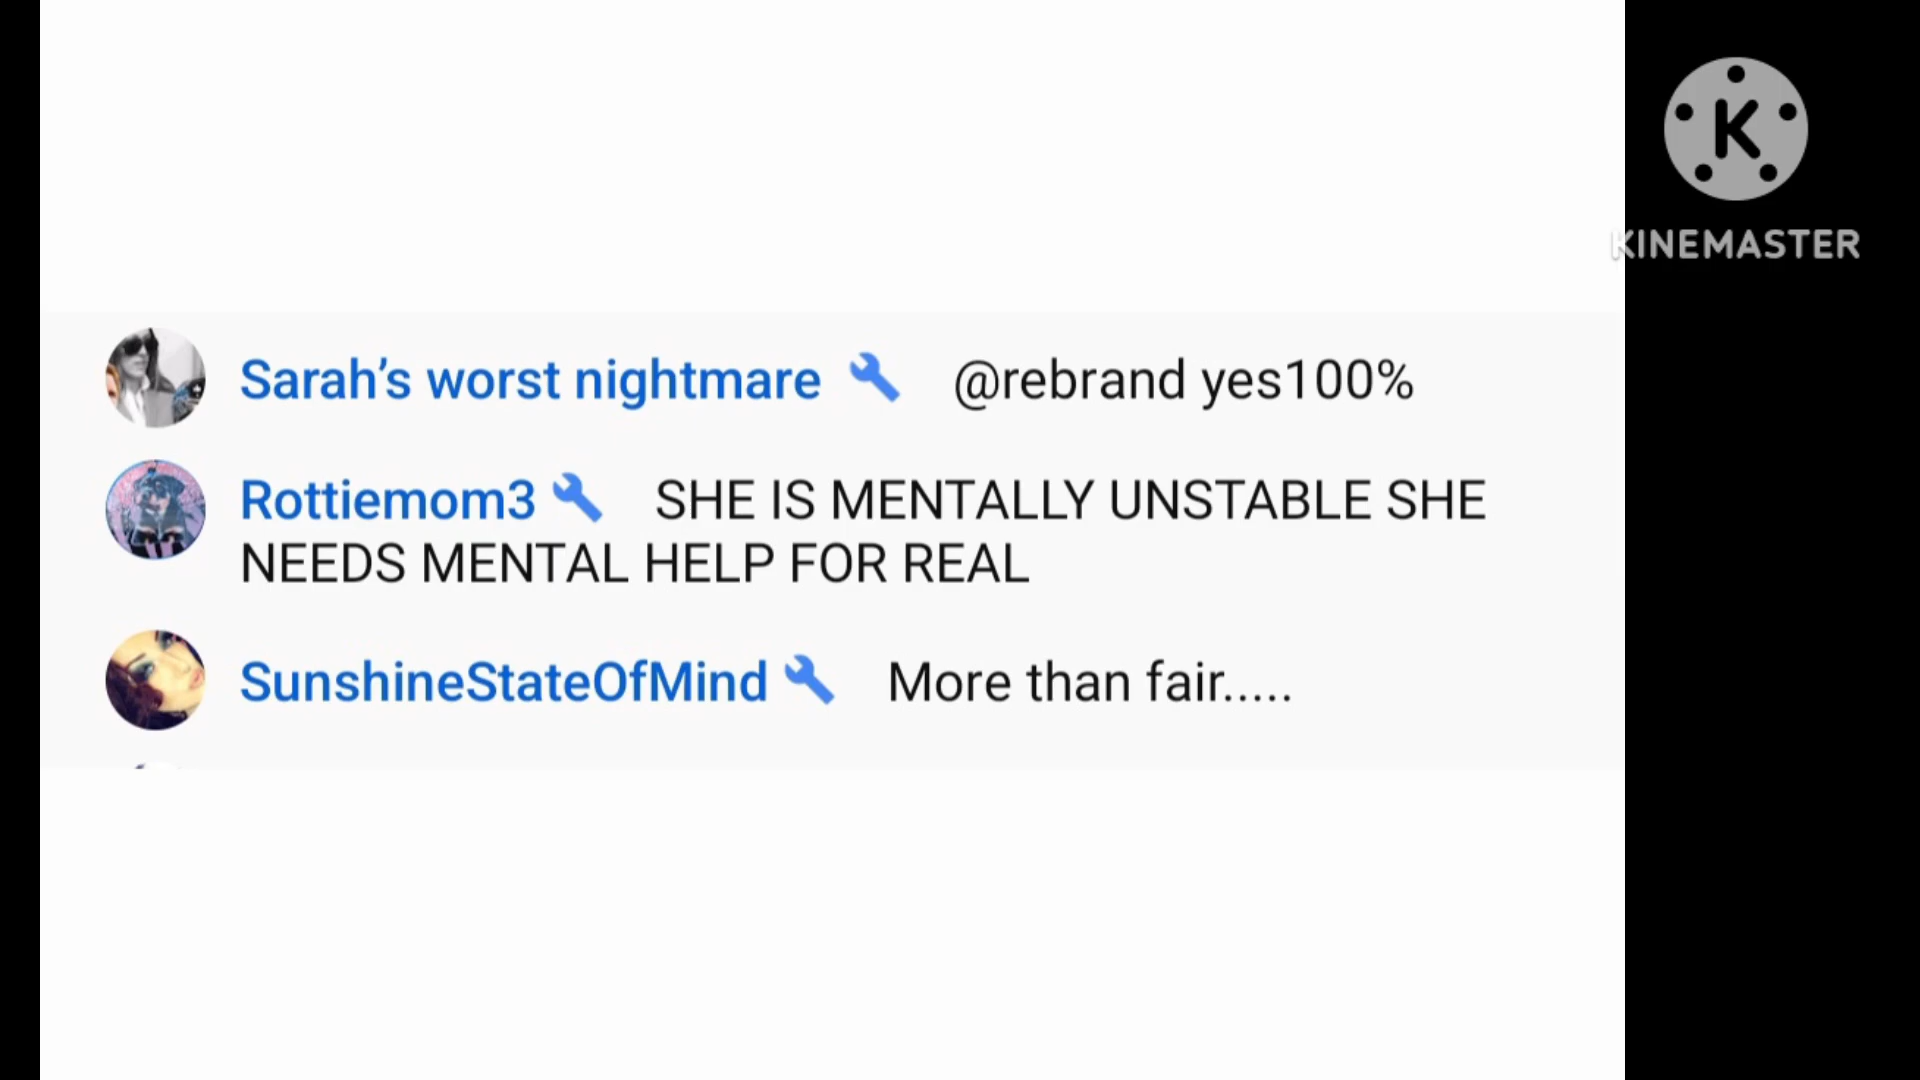 K
KINEMASTER
Sarah’s worst nightmare @rebrand yes100%
Rottiemom3 SHE IS MENTALLY UNSTABLE SHE
NEEDS MENTAL HELP FOR REAL
SunshineStateOfMind More than fair.....